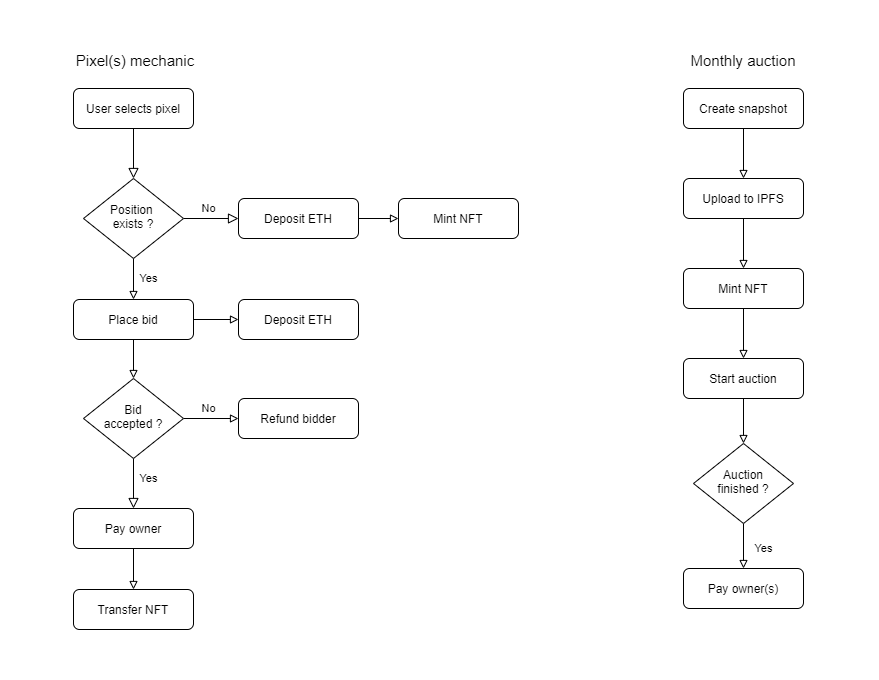 Pixel(s) mechanic
User selects pixel
Position
exists ?
No
Deposit ETH
Mint NFT
Yes
Place bid
Deposit ETH
Bid
accepted ?
No
Refund bidder
Yes
Pay owner
Transfer NFT
Monthly auction
Create snapshot
Upload to IPFS
Mint NFT
Start auction
Auction
finished ?
Yes
Pay owner(s)